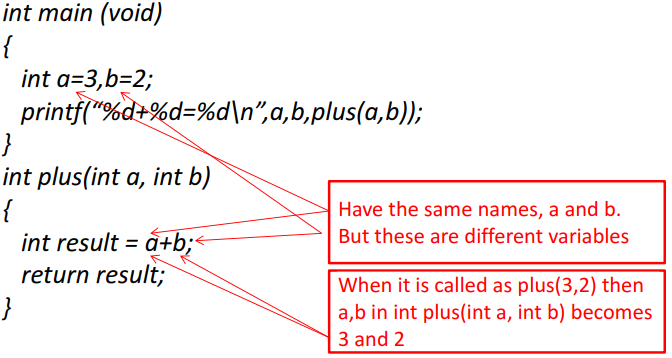 int main (void)
{
int a=3,b=2;
printf(“%d+%d=%d\n”,a,b,plus(a,b));
}
int plus(int a, int b)
{
int result = a+b;
return result;
}
Have the same names, a and b.
But these are different variables
When it is called as plus(3,2) then
a,b in int plus(int a, int b) becomes
3 and 2